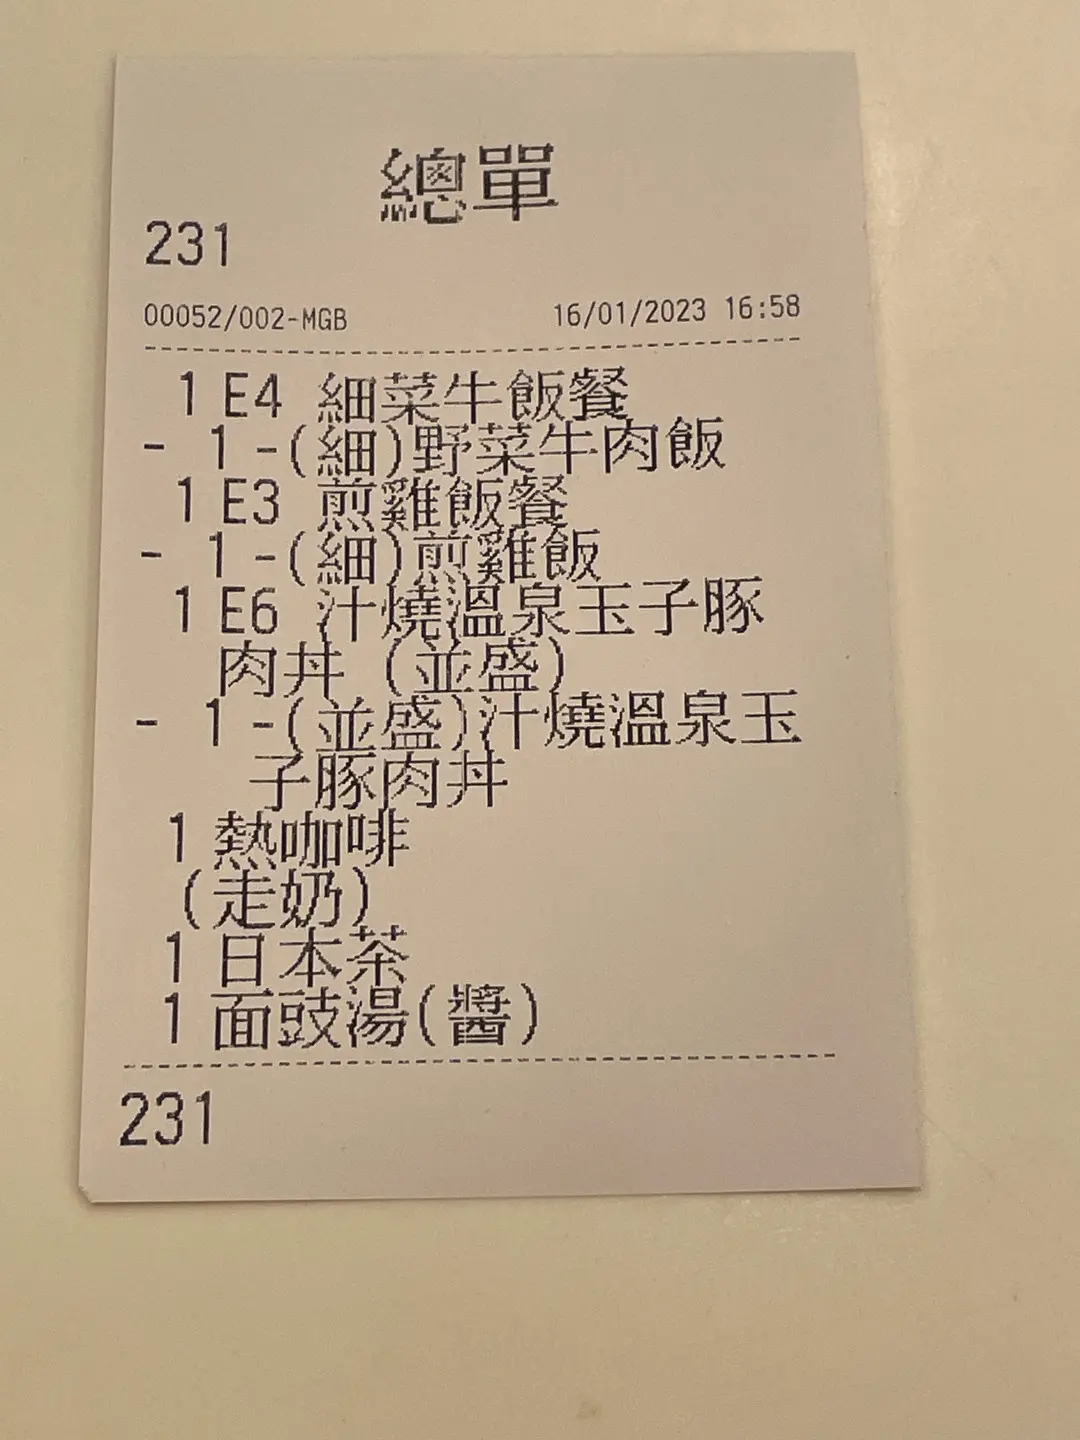 總單
231
00052/002-MGB 16/01/2023 16:58
1 E4 細菜牛飯餐
- 1 -(細)野菜牛肉飯
1 E3 煎雞飯餐
- 1 -(細)煎雞飯
1 E6 汁燒溫泉玉子豚
肉丼 (並盛)
- 1 -(並盛)汁燒溫泉玉
子豚肉丼
1 熱咖啡
(走奶)
1 日本茶
1 面豉湯(醬)
231